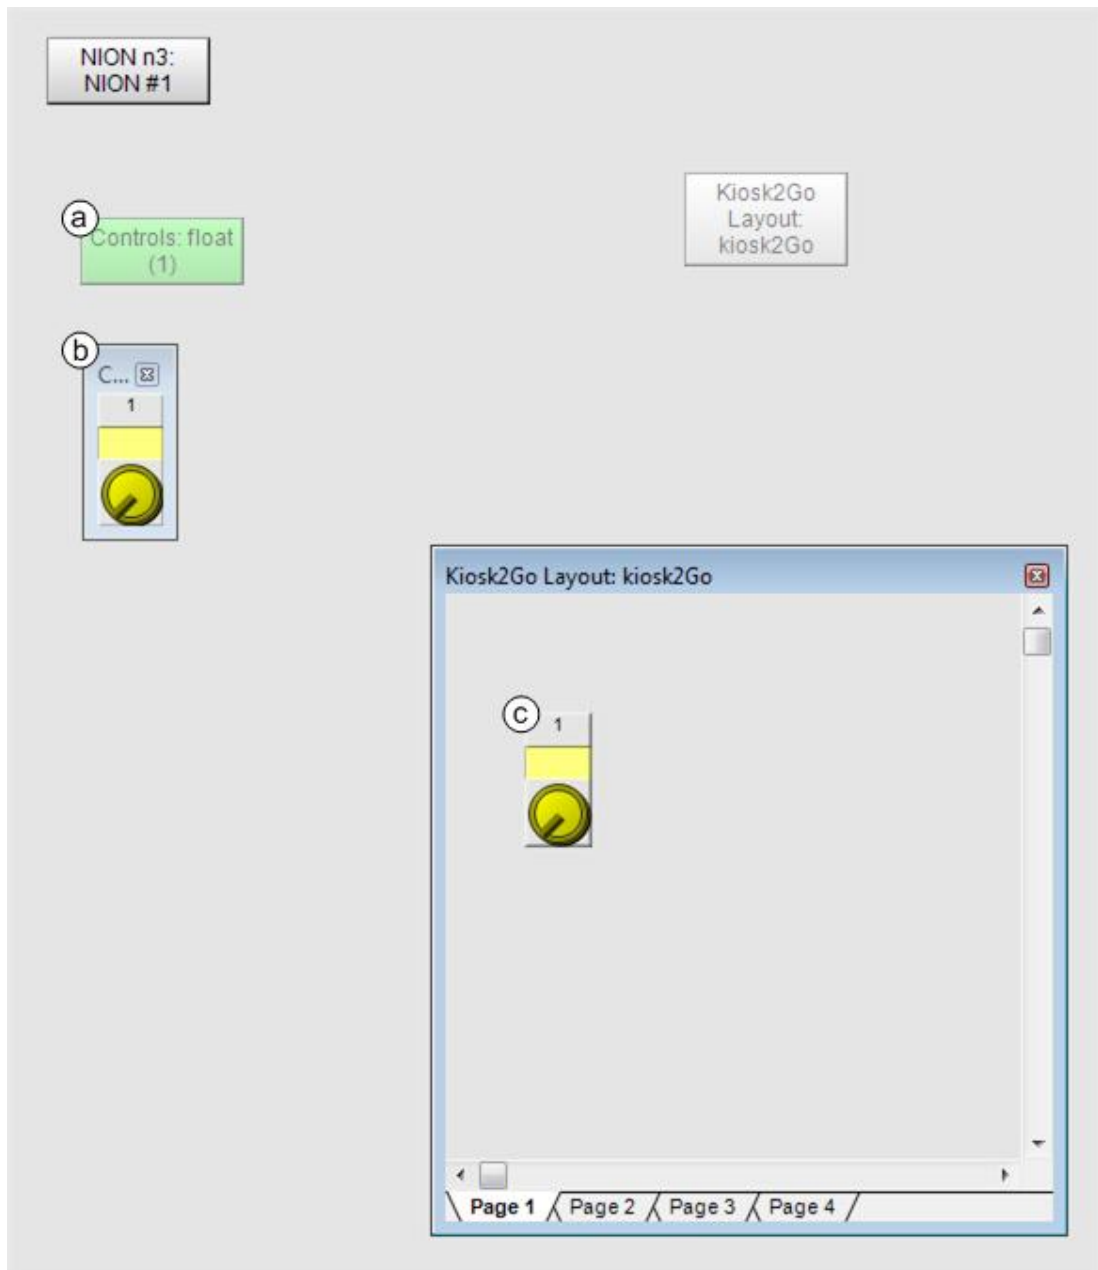 NION n3:
NION #1
a
Controls: float
(1)
Kiosk2Go
Layout:
kiosk2Go
b
C...
1
Kiosk2Go Layout: kiosk2Go
c
1
Page 1 Page 2 Page 3 Page 4